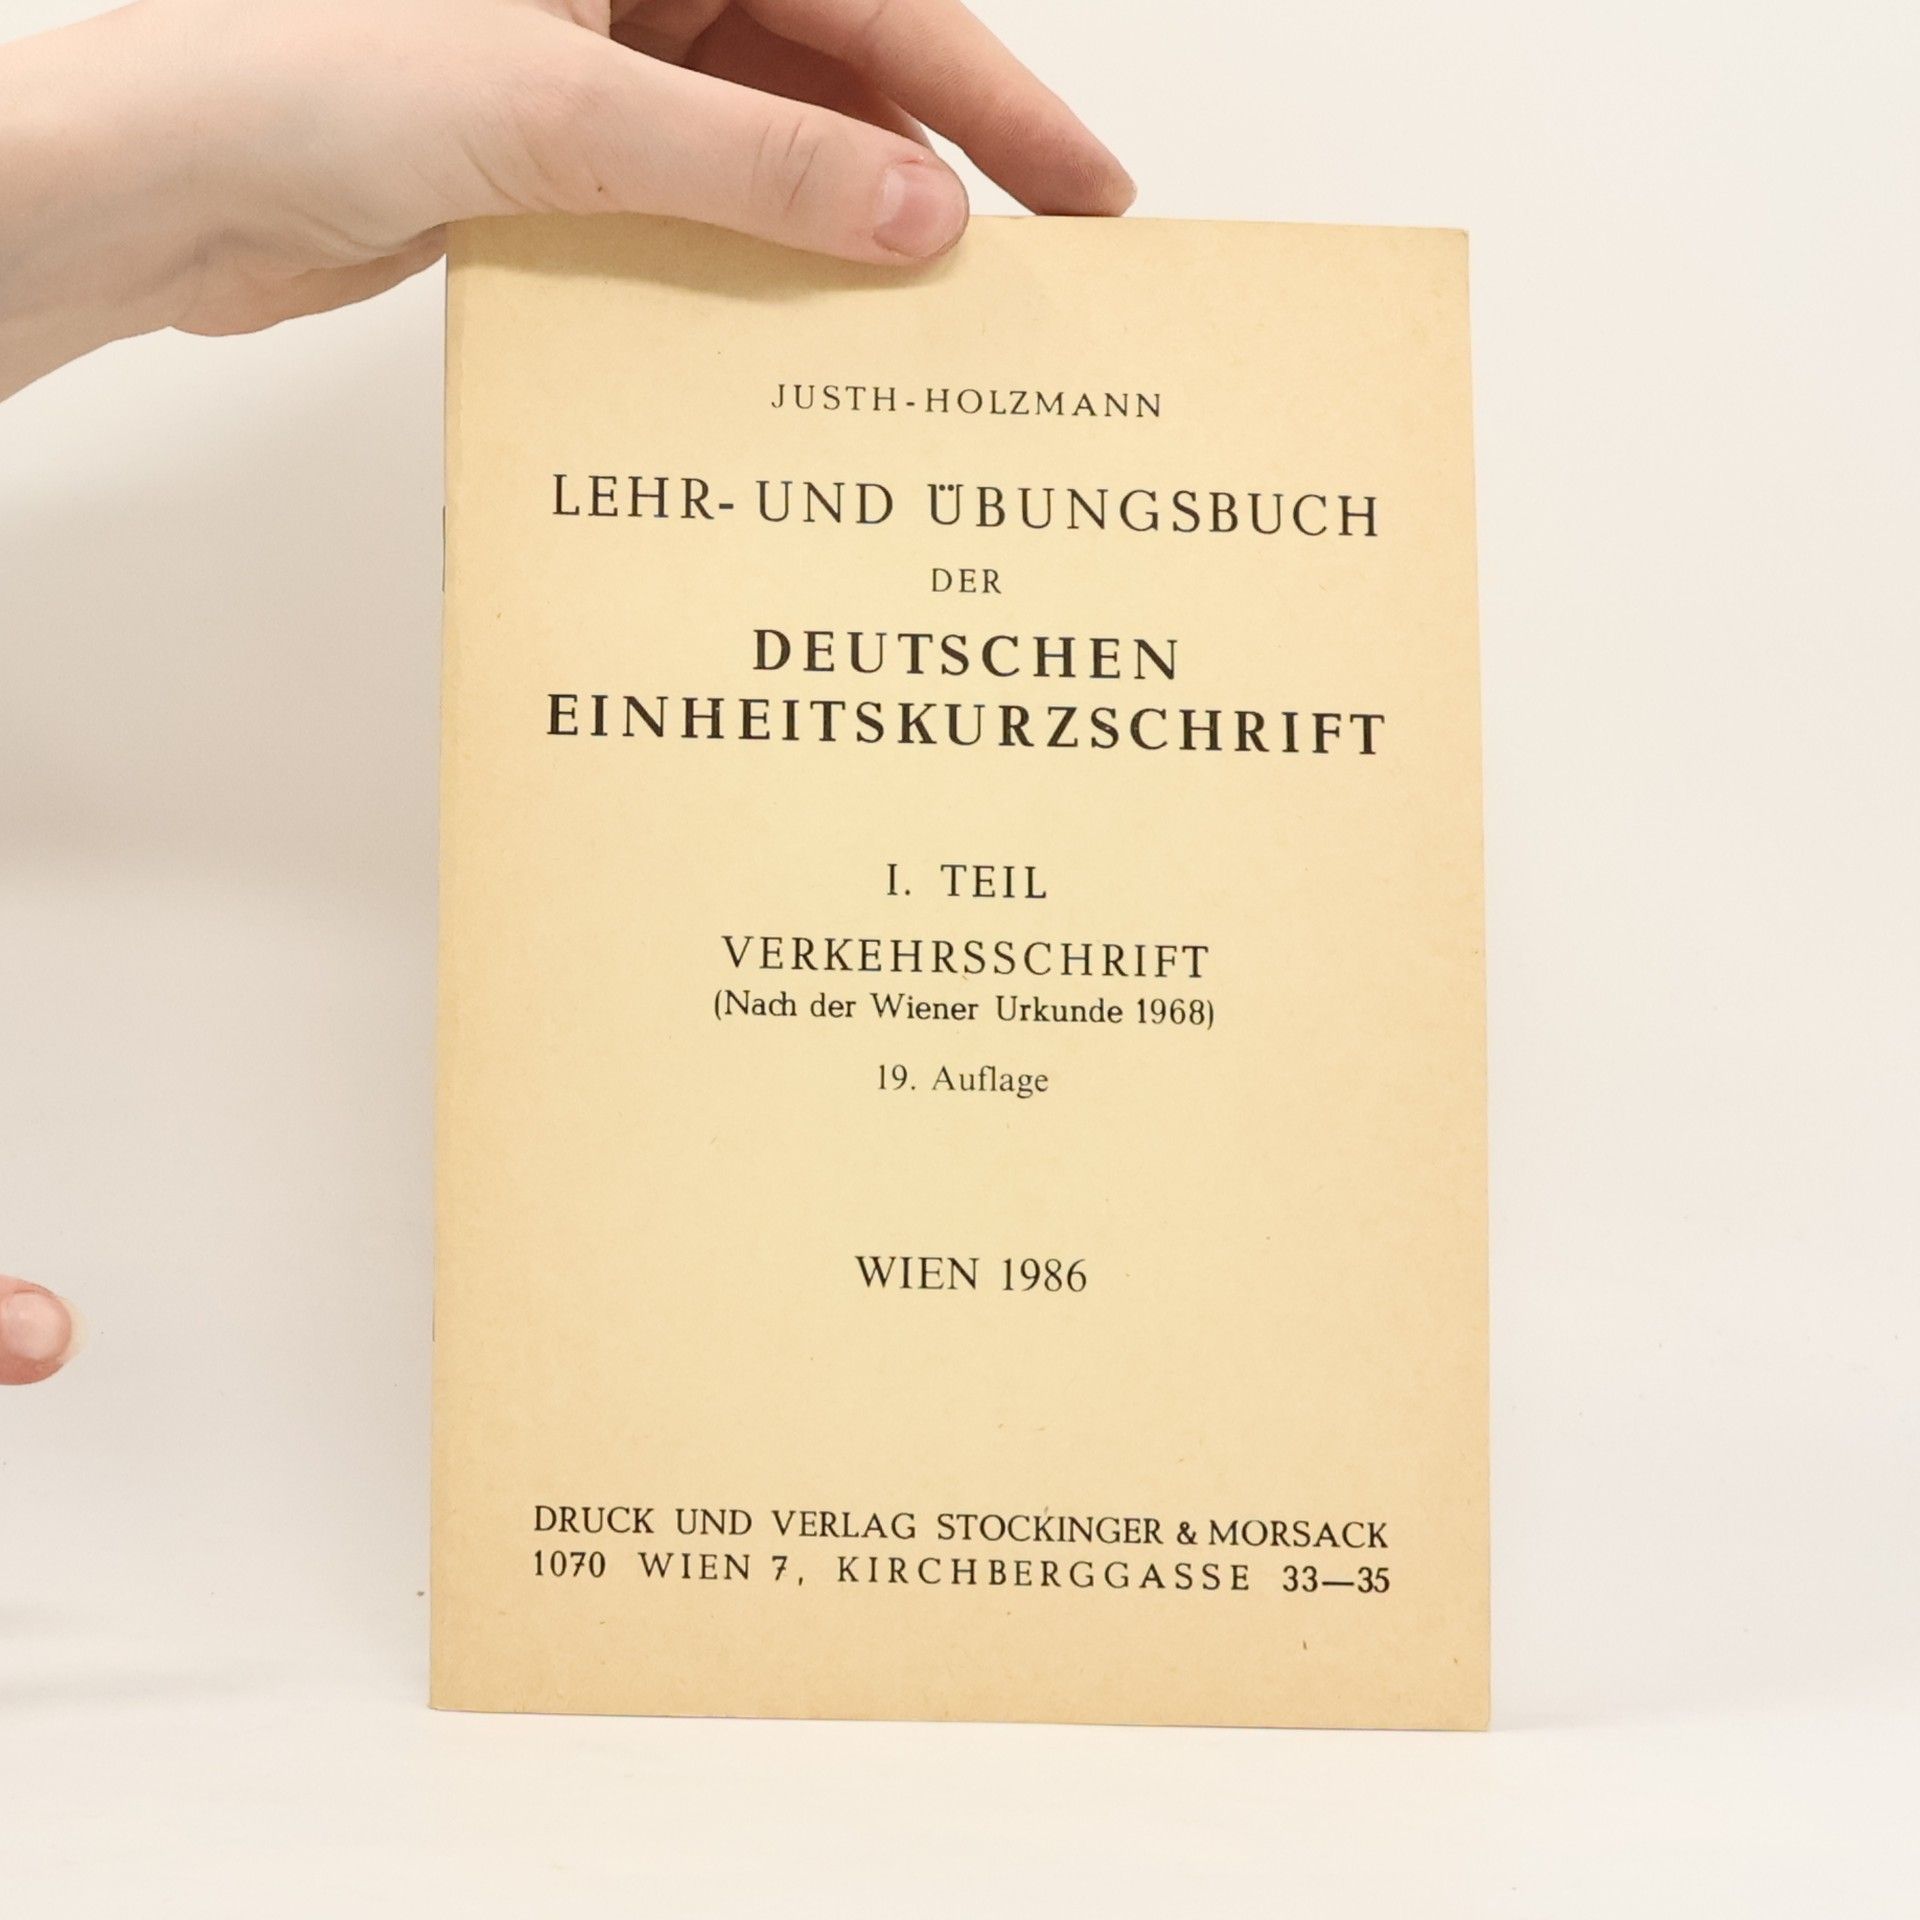 JUSTH-HOLZMANN
LEHR- UND ÜBUNGSBUCH
DER
DEUTSCHEN
EINHEITSKURZSCHRIFT
I. TEIL
VERKEHRSSCHRIFT
(Nach der Wiener Urkunde 1968)
19. Auflage
WIEN 1986
DRUCK UND VERLAG STOCKINGER & MORSACK
1070 WIEN 7, KIRCHBERGGASSE 33—35